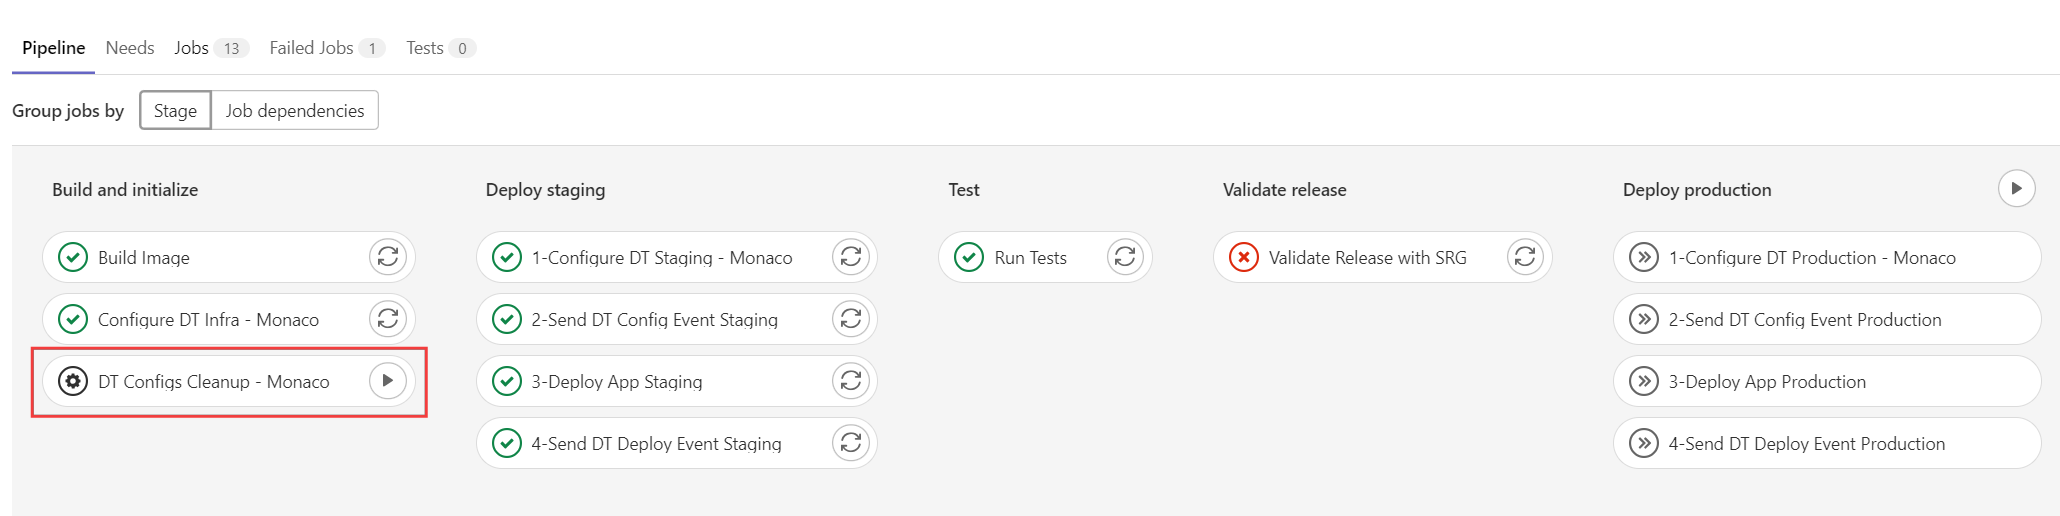 Pipeline Needs Jobs 13 Failed Jobs 1 Tests 0
Group jobs by Stage Job dependencies
Build and initialize
Build Image
Configure DT Infra - Monaco
DT Configs Cleanup - Monaco
Deploy staging
1-Configure DT Staging - Monaco
2-Send DT Config Event Staging
3-Deploy App Staging
4-Send DT Deploy Event Staging
Test
Run Tests
Validate release
Validate Release with SRG
Deploy production
1-Configure DT Production - Monaco
2-Send DT Config Event Production
3-Deploy App Production
4-Send DT Deploy Event Production